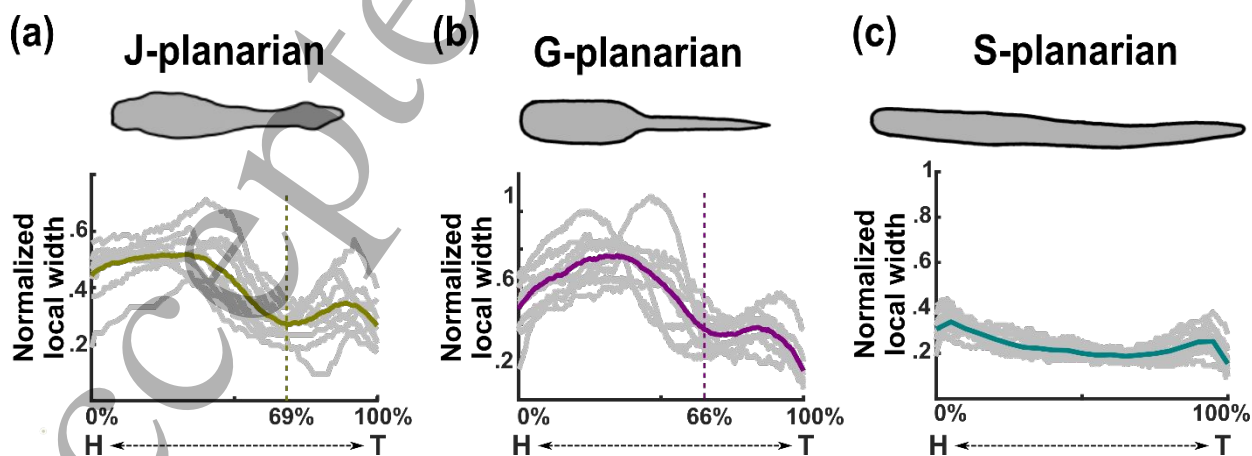 (a)
J-planarian
Normalized
local width
.6
.4
.2
0% 69% 100%
H T
(b)
G-planarian
Normalized
local width
1
.6
.2
0% 66% 100%
H T
(c)
S-planarian
Normalized
local width
1
.8
.6
.4
.2
0% 100%
H T
ccepte